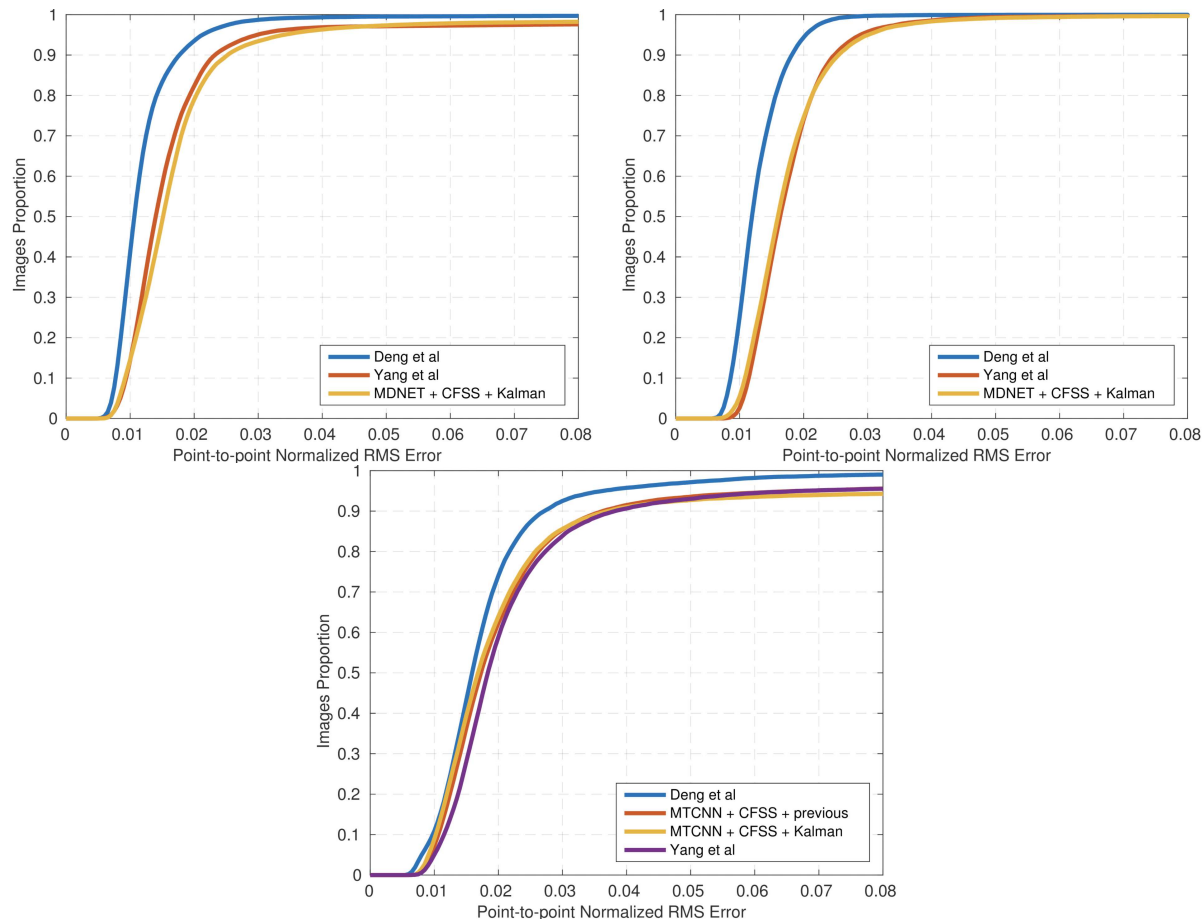 1
0.9
0.8
0.7
0.6
0.5
0.4
0.3
0.2
0.1
0
Images Proportion
0 0.01 0.02 0.03 0.04 0.05 0.06 0.07 0.08
Point-to-point Normalized RMS Error
Deng et al
Yang et al
MDNET + CFSS + Kalman
1
0.9
0.8
0.7
0.6
0.5
0.4
0.3
0.2
0.1
0
Images Proportion
0 0.01 0.02 0.03 0.04 0.05 0.06 0.07 0.08
Point-to-point Normalized RMS Error
Deng et al
Yang et al
MDNET + CFSS + Kalman
1
0.9
0.8
0.7
0.6
0.5
0.4
0.3
0.2
0.1
0
Images Proportion
0 0.01 0.02 0.03 0.04 0.05 0.06 0.07 0.08
Point-to-point Normalized RMS Error
Deng et al
MTCNN + CFSS + previous
MTCNN + CFSS + Kalman
Yang et al